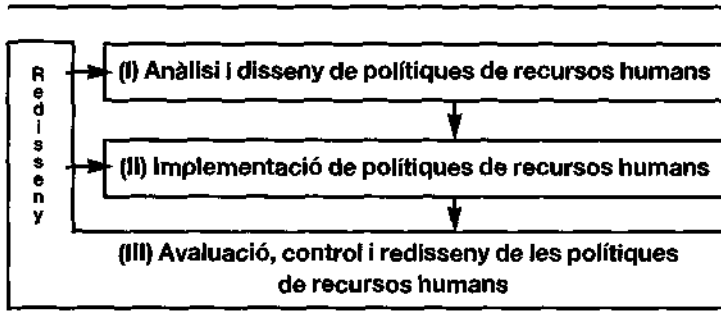 Redisseny
(I) Anàlisi i disseny de polítiques de recursos humans
(II) Implementació de polítiques de recursos humans
(III) Avaluació, control i redisseny de les polítiques
de recursos humans